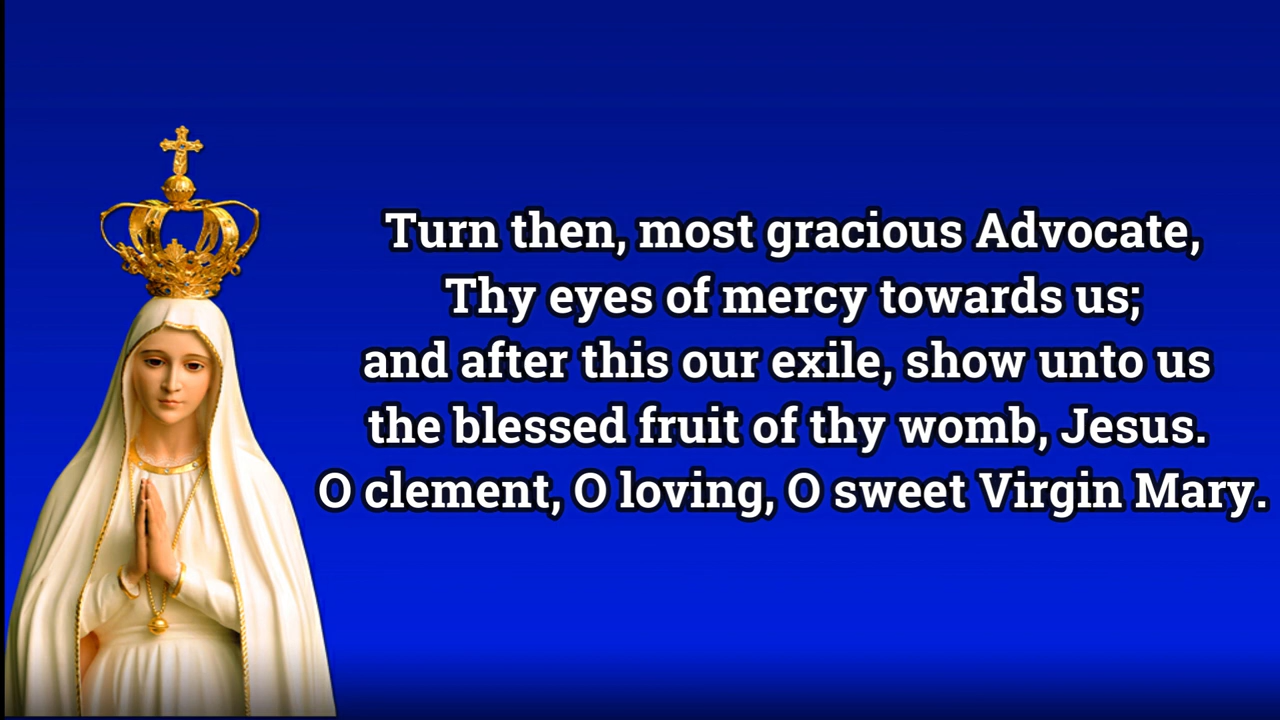 Turn then, most gracious Advocate,
Thy eyes of mercy towards us;
and after this our exile, show unto us
the blessed fruit of thy womb, Jesus.
O clement, O loving, O sweet Virgin Mary.